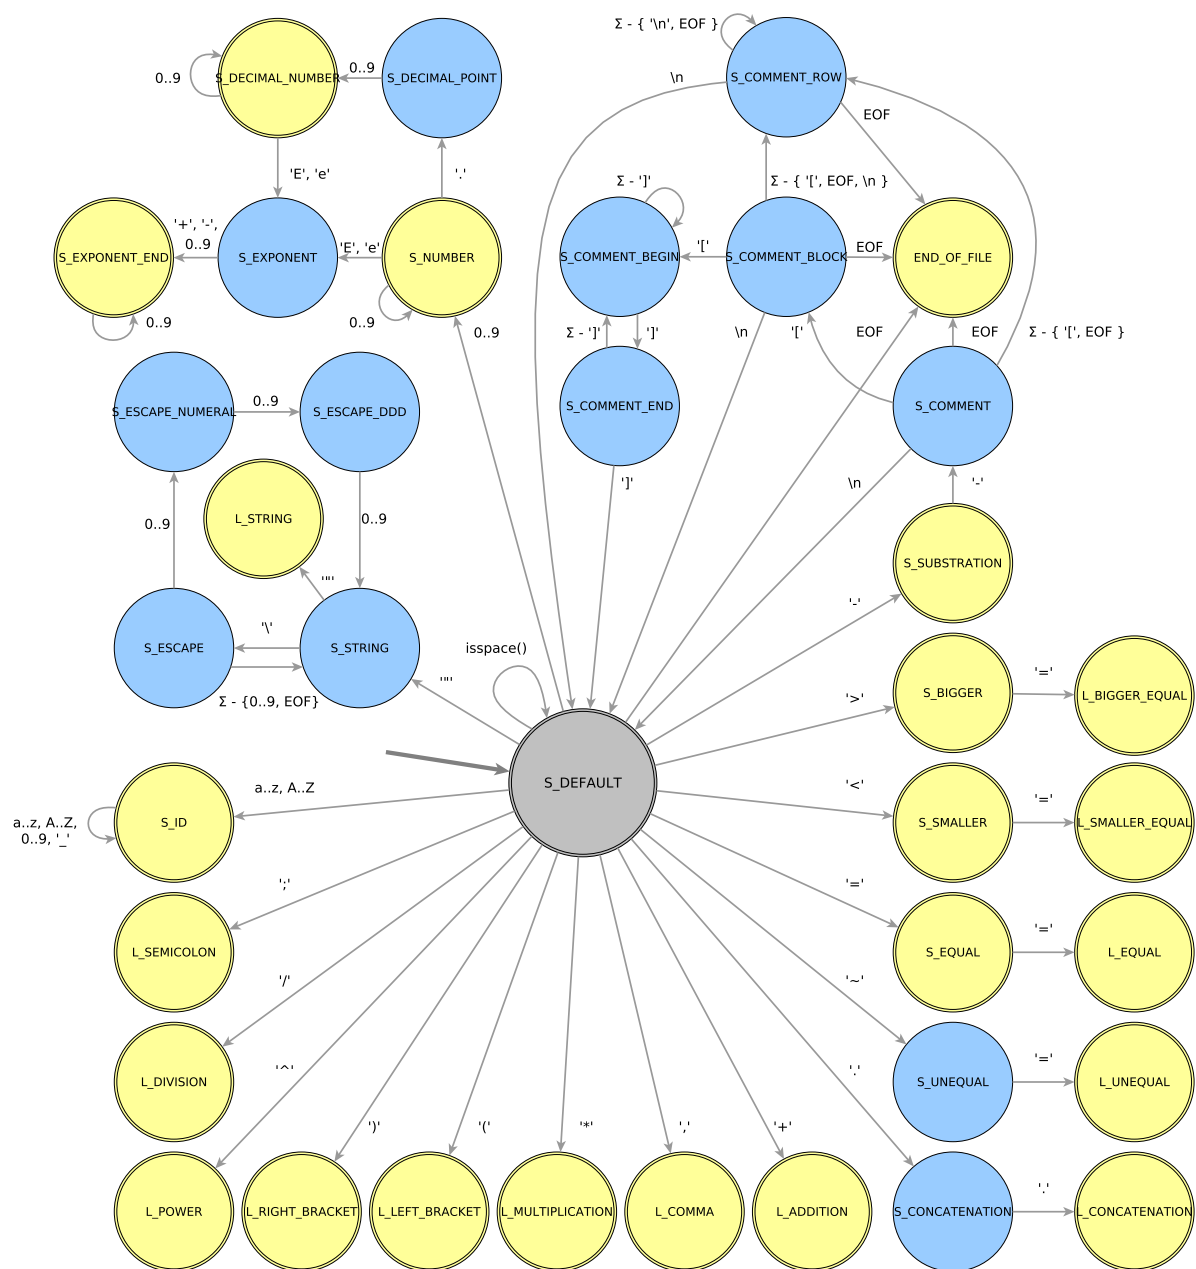 Σ - { '\n', EOF }
\n
S_DECIMAL_NUMBER
0..9
0..9
S_DECIMAL_POINT
S_COMMENT_ROW
EOF
'E', 'e'
'.'
Σ - ']'
Σ - { '[', EOF, \n }
'+', '-',
0..9
S_EXPONENT_END
S_EXPONENT
'E', 'e'
S_NUMBER
S_COMMENT_BEGIN
'['
S_COMMENT_BLOCK
EOF
END_OF_FILE
0..9
0..9
0..9
Σ - ']'
']'
\n
'['
EOF
EOF
Σ - { '[', EOF }
S_ESCAPE_NUMERAL
0..9
S_ESCAPE_DDD
S_COMMENT_END
S_COMMENT
']'
\n
'-'
L_STRING
0..9
0..9
S_SUBSTRATION
'"'
'-'
'\'
S_ESCAPE
S_STRING
isspace()
Σ - {0..9, EOF}
'"'
S_BIGGER
'='
L_BIGGER_EQUAL
'>'
S_DEFAULT
a..z, A..Z
'<'
'='
a..z, A..Z,
0..9, '_'
S_ID
S_SMALLER
L_SMALLER_EQUAL
';'
'='
'='
L_SEMICOLON
S_EQUAL
L_EQUAL
'/'
'~'
'='
L_DIVISION
'^'
'.'
S_UNEQUAL
L_UNEQUAL
')'
'('
'*'
','
'+'
'.'
L_POWER
L_RIGHT_BRACKET
L_LEFT_BRACKET
L_MULTIPLICATION
L_COMMA
L_ADDITION
S_CONCATENATION
L_CONCATENATION